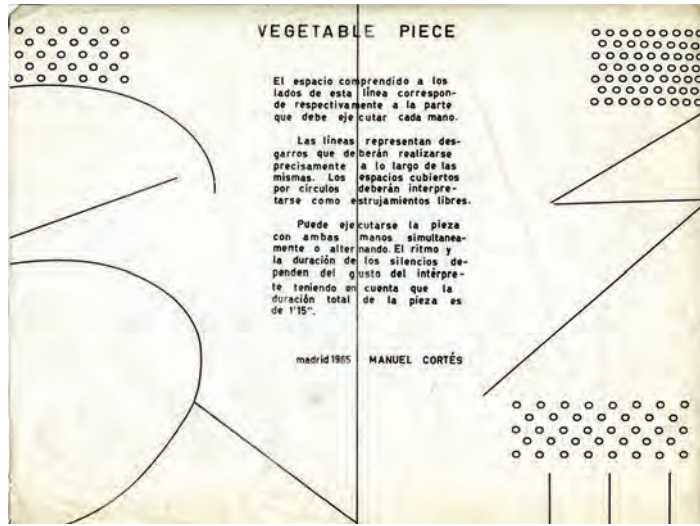 VEGETABLE PIECE
El espacio comprendido a los
lados de esta línea correspon-
de respectivamente a la parte
que debe ejecutar cada mano.
Las líneas representan des-
garros que deberán realizarse
precisamente a lo largo de las
mismas. Los espacios cubiertos
por círculos deberán interpre-
tarse como estrujamientos libres.
Puede ejecutarse la pieza
con ambas manos simultanea-
mente o alternando. El ritmo y
la duración de los silencios de-
penden del gusto del intérpre-
te teniendo en cuenta que la
duración total de la pieza es
de 1'15".
madrid 1965 MANUEL CORTÉS